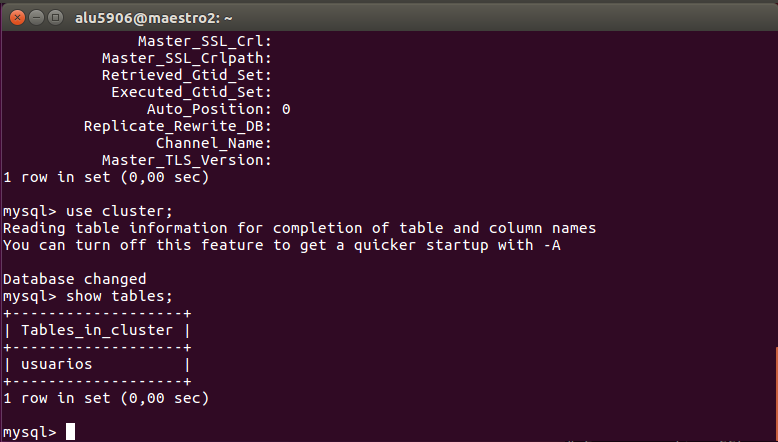 alu5906@maestro2: ~
Master_SSL_Crl:
Master_SSL_Crlpath:
Retrieved_Gtid_Set:
Executed_Gtid_Set:
Auto_Position: 0
Replicate_Rewrite_DB:
Channel_Name:
Master_TLS_Version:
1 row in set (0,00 sec)
mysql> use cluster;
Reading table information for completion of table and column names
You can turn off this feature to get a quicker startup with -A
Database changed
mysql> show tables;
+-------------------+
| Tables_in_cluster |
+-------------------+
| usuarios          |
+-------------------+
1 row in set (0,00 sec)
mysql>